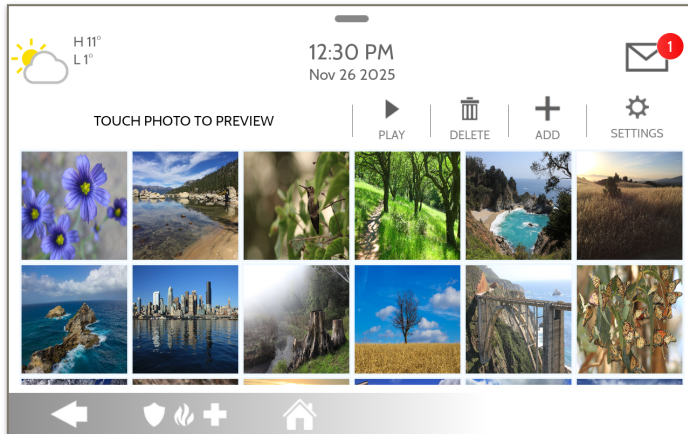 H 11°
L 1°
12:30 PM
Nov 26 2025
1
TOUCH PHOTO TO PREVIEW
PLAY
DELETE
ADD
SETTINGS